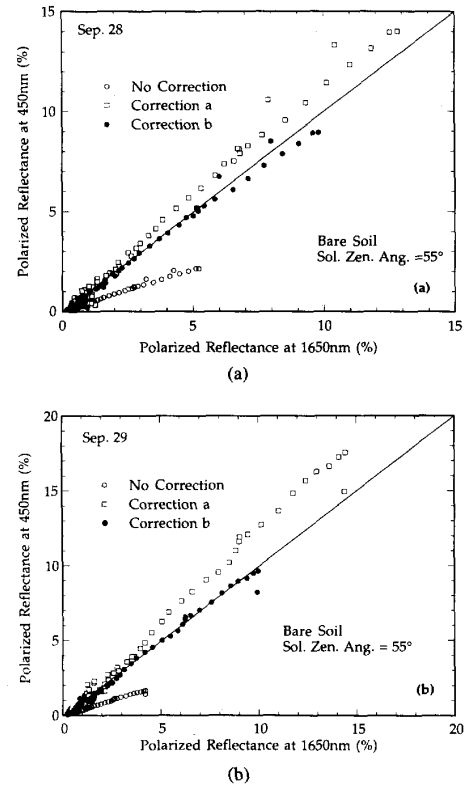 15
Sep. 28
No Correction
Correction a
Correction b
10
Polarized Reflectance at 450nm (%)
5
Bare Soil
Sol. Zen. Ang. =55°
(a)
0
0 5 10 15
Polarized Reflectance at 1650nm (%)
(a)
20
Sep. 29
No Correction
Correction a
Correction b
15
Polarized Reflectance at 450nm (%)
10
5
Bare Soil
Sol. Zen. Ang. = 55°
(b)
0
0 5 10 15 20
Polarized Reflectance at 1650nm (%)
(b)